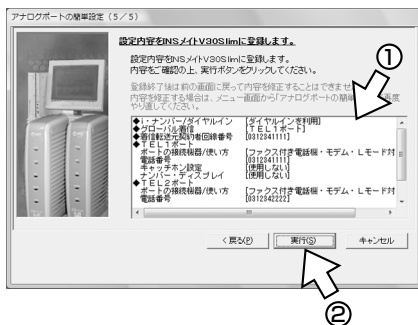 アナログポートの簡単設定(5/5)
設定内容をINSメイトV30Slimに登録します。
設定内容をINSメイトV30Slimに登録します。
内容をご確認の上、実行ボタンをクリックしてください。
登録終了後は前の画面に戻って内容を修正することはできませ
内容を修正する場合は、メニュー画面から「アナログポートの簡単 再度
やり直してください。
①
◆i・ナンバー/ダイヤルイン [ダイヤルインを利用]
◆グローバル着信 [TEL1ポート]
◆着信転送元契約者回線番号 [0312341111]
◆TEL1ポート
ポートの接続機器/使い方 [ファックス付き電話機・モデム・Lモード対
電話番号 [0312341111]
キャッチホン設定 [使用しない]
ナンバー・ディスプレイ [使用しない]
◆TEL2ポート
ポートの接続機器/使い方 [ファックス付き電話機・モデム・Lモード対
電話番号 [0312342222]
<戻る(P) 実行(S) キャンセル
②